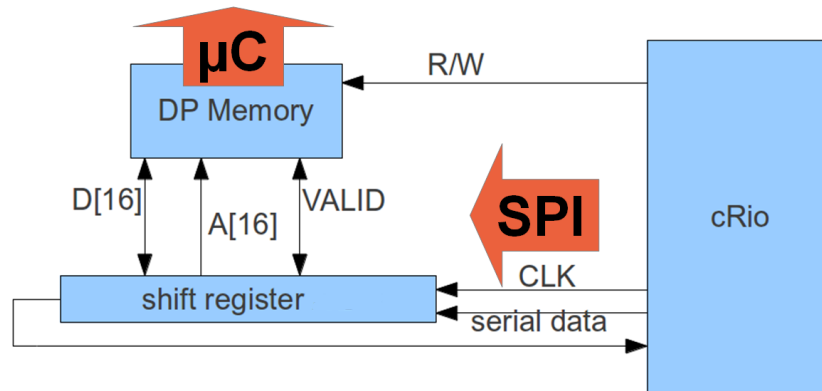 µC
R/W
DP Memory
D[16]
A[16]
VALID
SPI
cRio
CLK
shift register
serial data